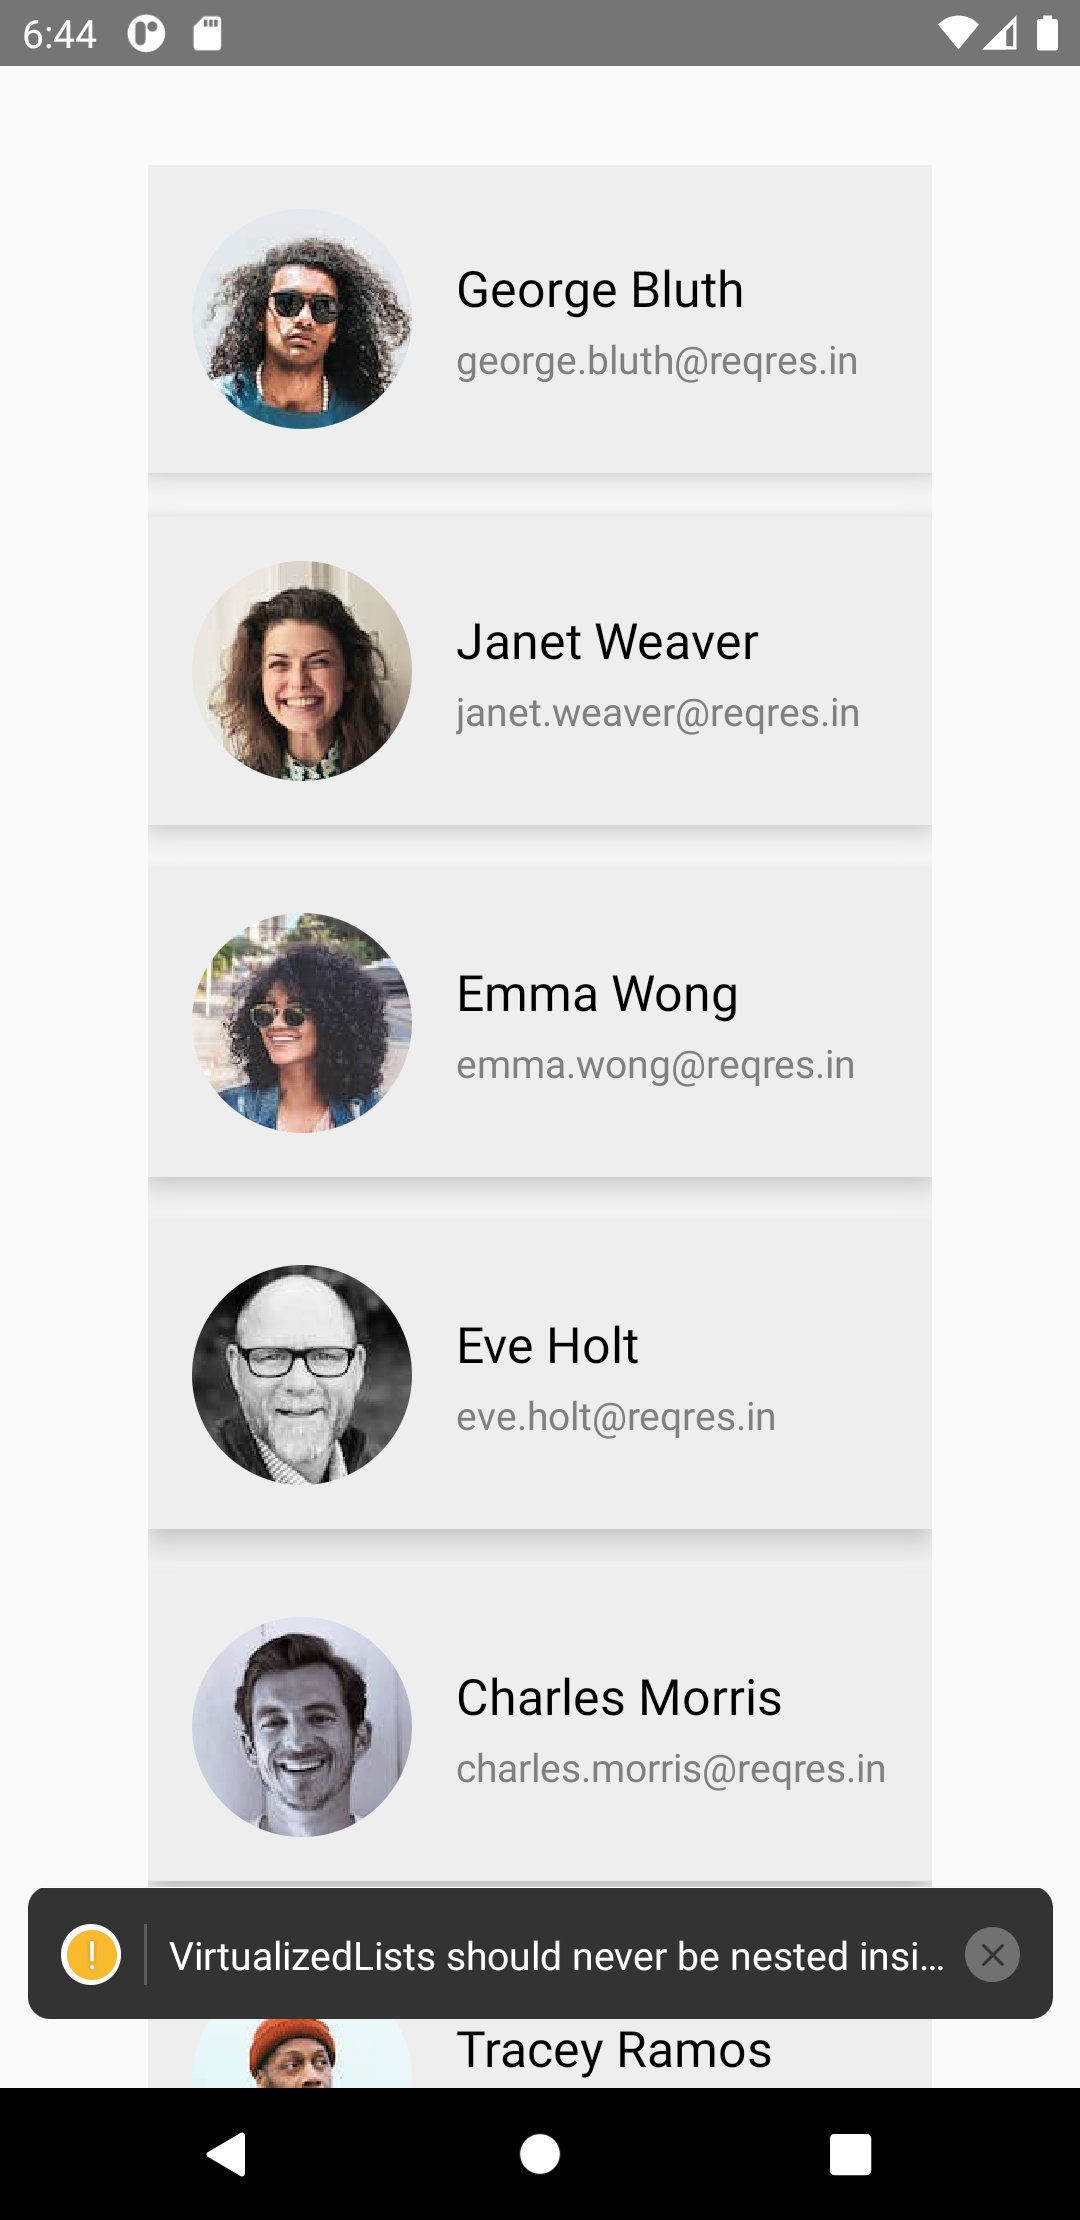 6:44
George Bluth
george.bluth@reqres.in
Janet Weaver
janet.weaver@reqres.in
Emma Wong
emma.wong@reqres.in
Eve Holt
eve.holt@reqres.in
Charles Morris
charles.morris@reqres.in
! VirtualizedLists should never be nested insi...
Tracey Ramos